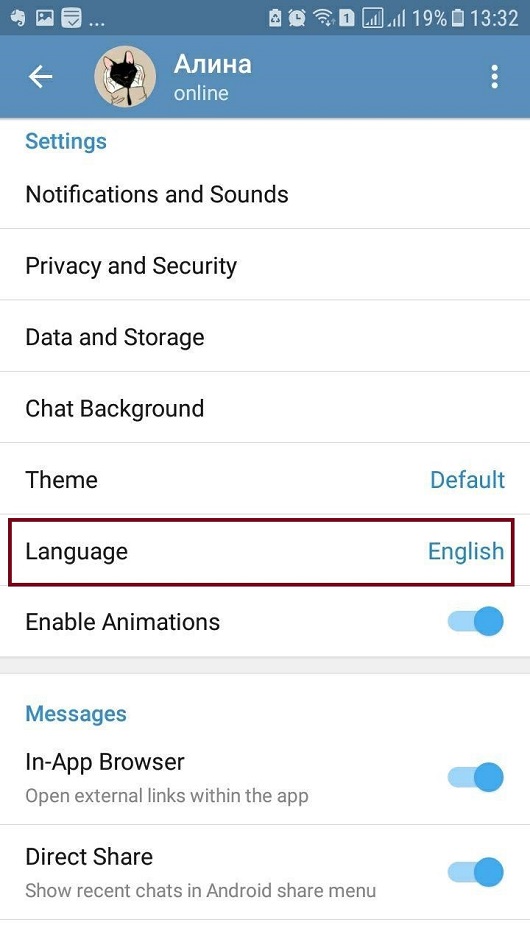 ... 1 19% 13:32
Алина
online
Settings
Notifications and Sounds
Privacy and Security
Data and Storage
Chat Background
Theme Default
Language English
Enable Animations
Messages
In-App Browser
Open external links within the app
Direct Share
Show recent chats in Android share menu